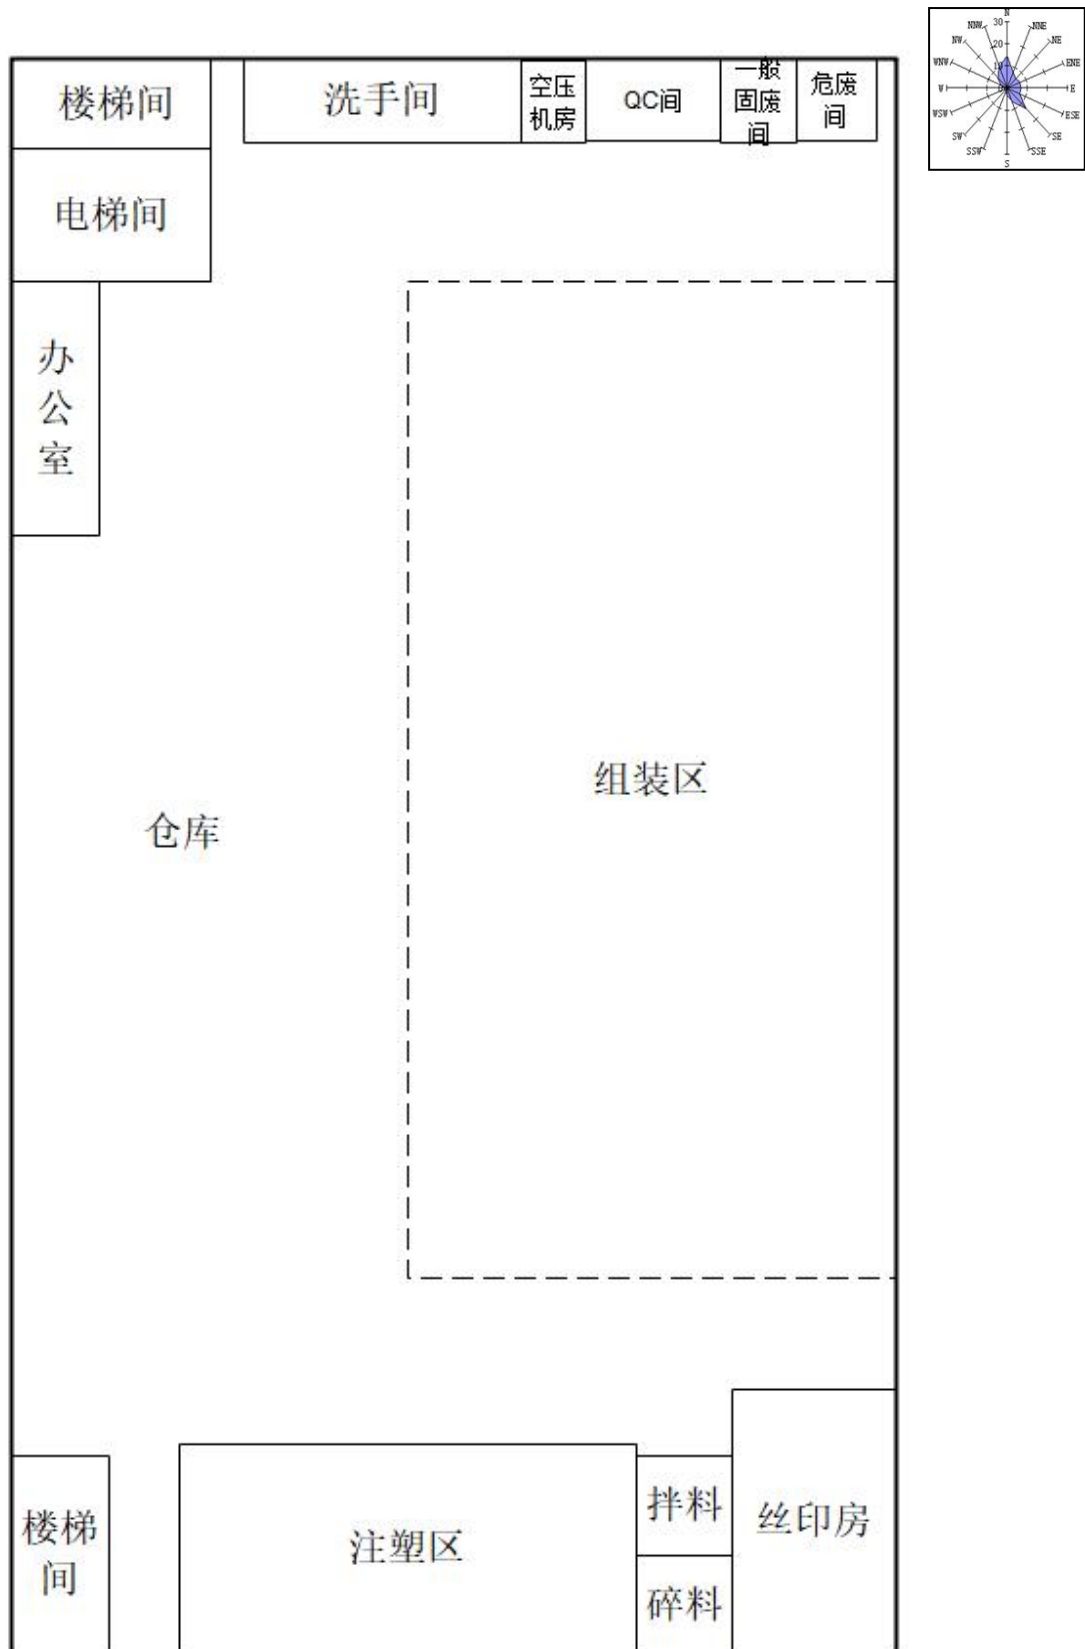 N
NNW
30
NNE
NW
20
NE
WNW
10
ENE
W
0
E
WSW
ESE
SW
SE
SSW
SSE
S
楼梯间
洗手间
空压
机房
QC间
一般
固废
间
危废
间
电梯间
办
公
室
组装区
仓库
楼梯
间
注塑区
拌料
碎料
丝印房